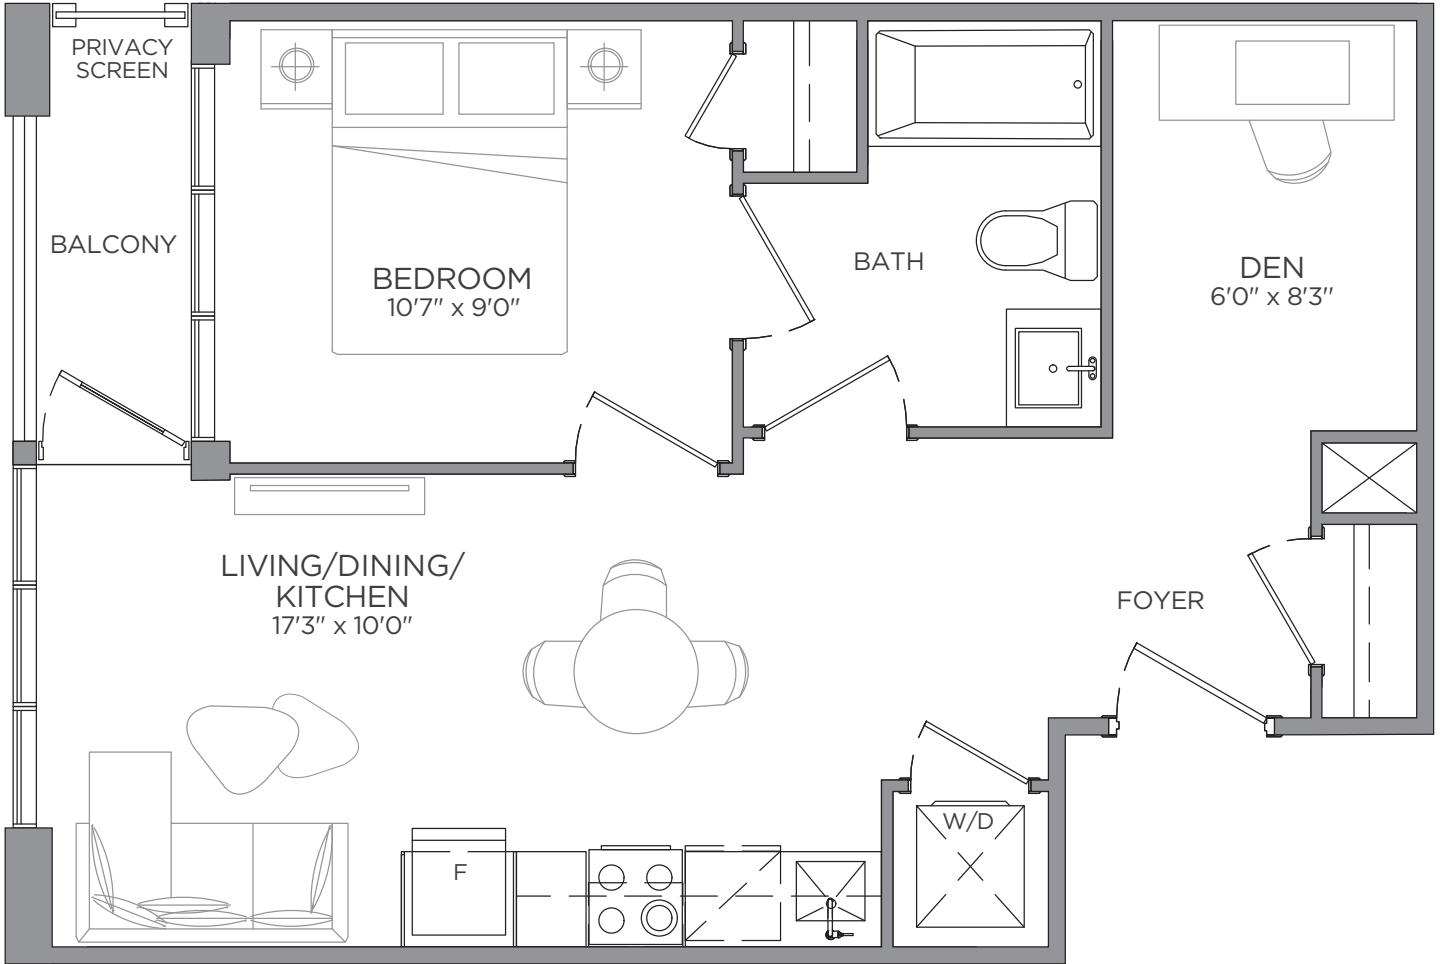 PRIVACY
SCREEN
BALCONY
BEDROOM
10'7" x 9'0"
BATH
DEN
6'0" x 8'3"
LIVING/DINING/
KITCHEN
17'3" x 10'0"
FOYER
W/D
F